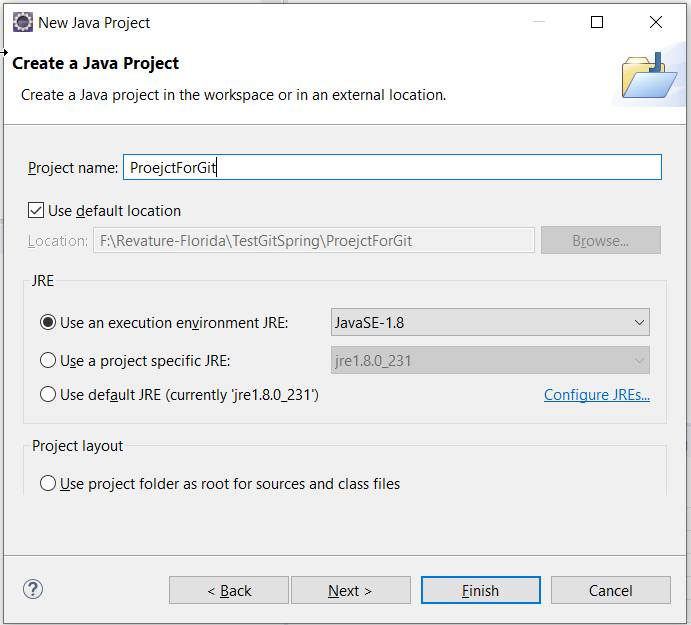 New Java Project
Create a Java Project
Create a Java project in the workspace or in an external location.
Project name: ProejctForGit
Use default location
Location: F:\Revature-Florida\TestGitSpring\ProejctForGit Browse...
JRE
Use an execution environment JRE: JavaSE-1.8
Use a project specific JRE: jre1.8.0_231
Use default JRE (currently 'jre1.8.0_231') Configure JREs...
Project layout
Use project folder as root for sources and class files
? < Back Next > Finish Cancel